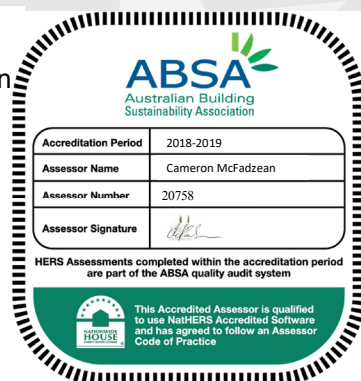 n
ABSA
Australian Building
Sustainability Association
Accreditation Period 2018-2019
Assessor Name Cameron McFadzean
Assessor Number 20758
Assessor Signature
HERS Assessments completed within the accreditation period
are part of the ABSA quality audit system
NATIONWIDE
HOUSE
This Accredited Assessor is qualified
to use NatHERS Accredited Software
and has agreed to follow an Assessor
Code of Practice